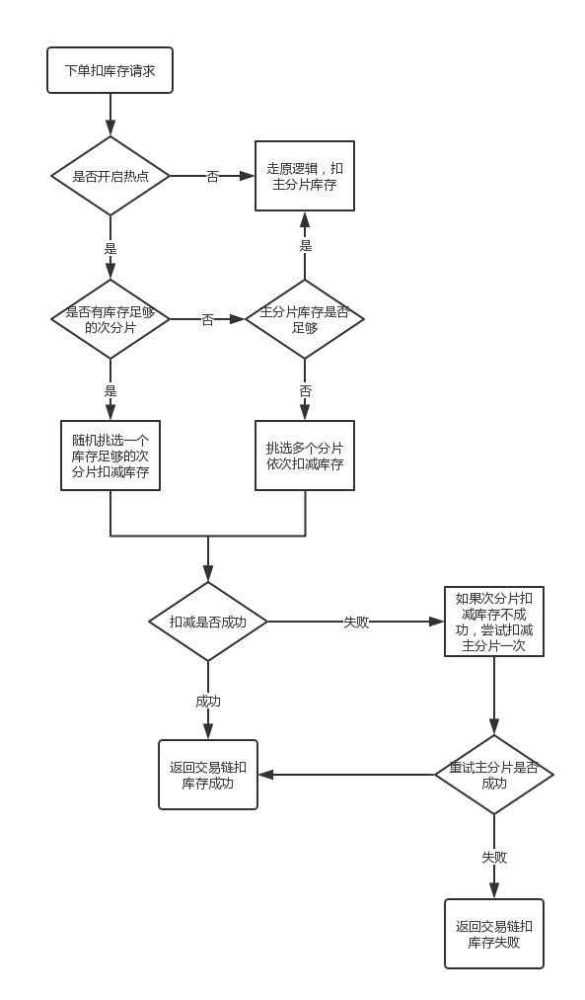 下单扣库存请求
是否开启热点
否
走原逻辑，扣
主分片库存
是
是
是否有库存足够
的次分片
否
主分片库存是否
足够
是
否
随机挑选一个
库存足够的次
分片扣减库存
挑选多个分片
依次扣减库存
扣减是否成功
失败
如果次分片扣
减库存不成
功，尝试扣减
主分片一次
成功
返回交易链扣
库存成功
重试主分片是否
成功
失败
返回交易链扣
库存失败